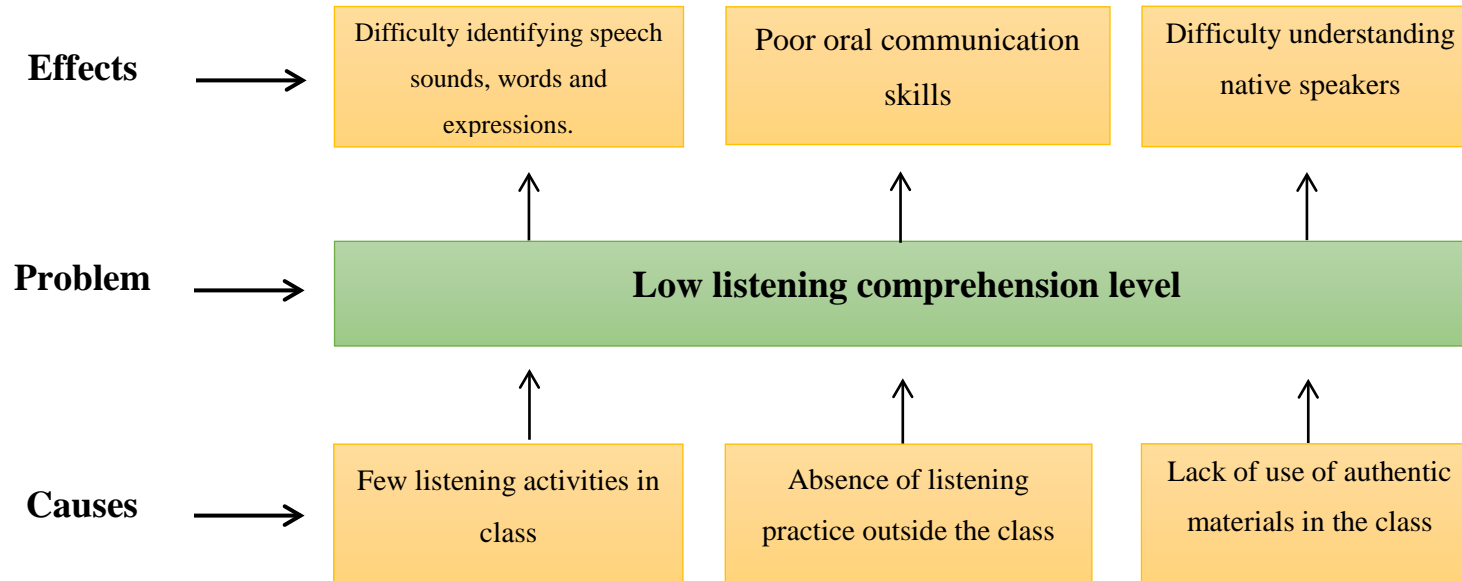 Effects
Difficulty identifying speech
sounds, words and
expressions.
Poor oral communication
skills
Difficulty understanding
native speakers
Problem
Low listening comprehension level
Causes
Few listening activities in
class
Absence of listening
practice outside the class
Lack of use of authentic
materials in the class